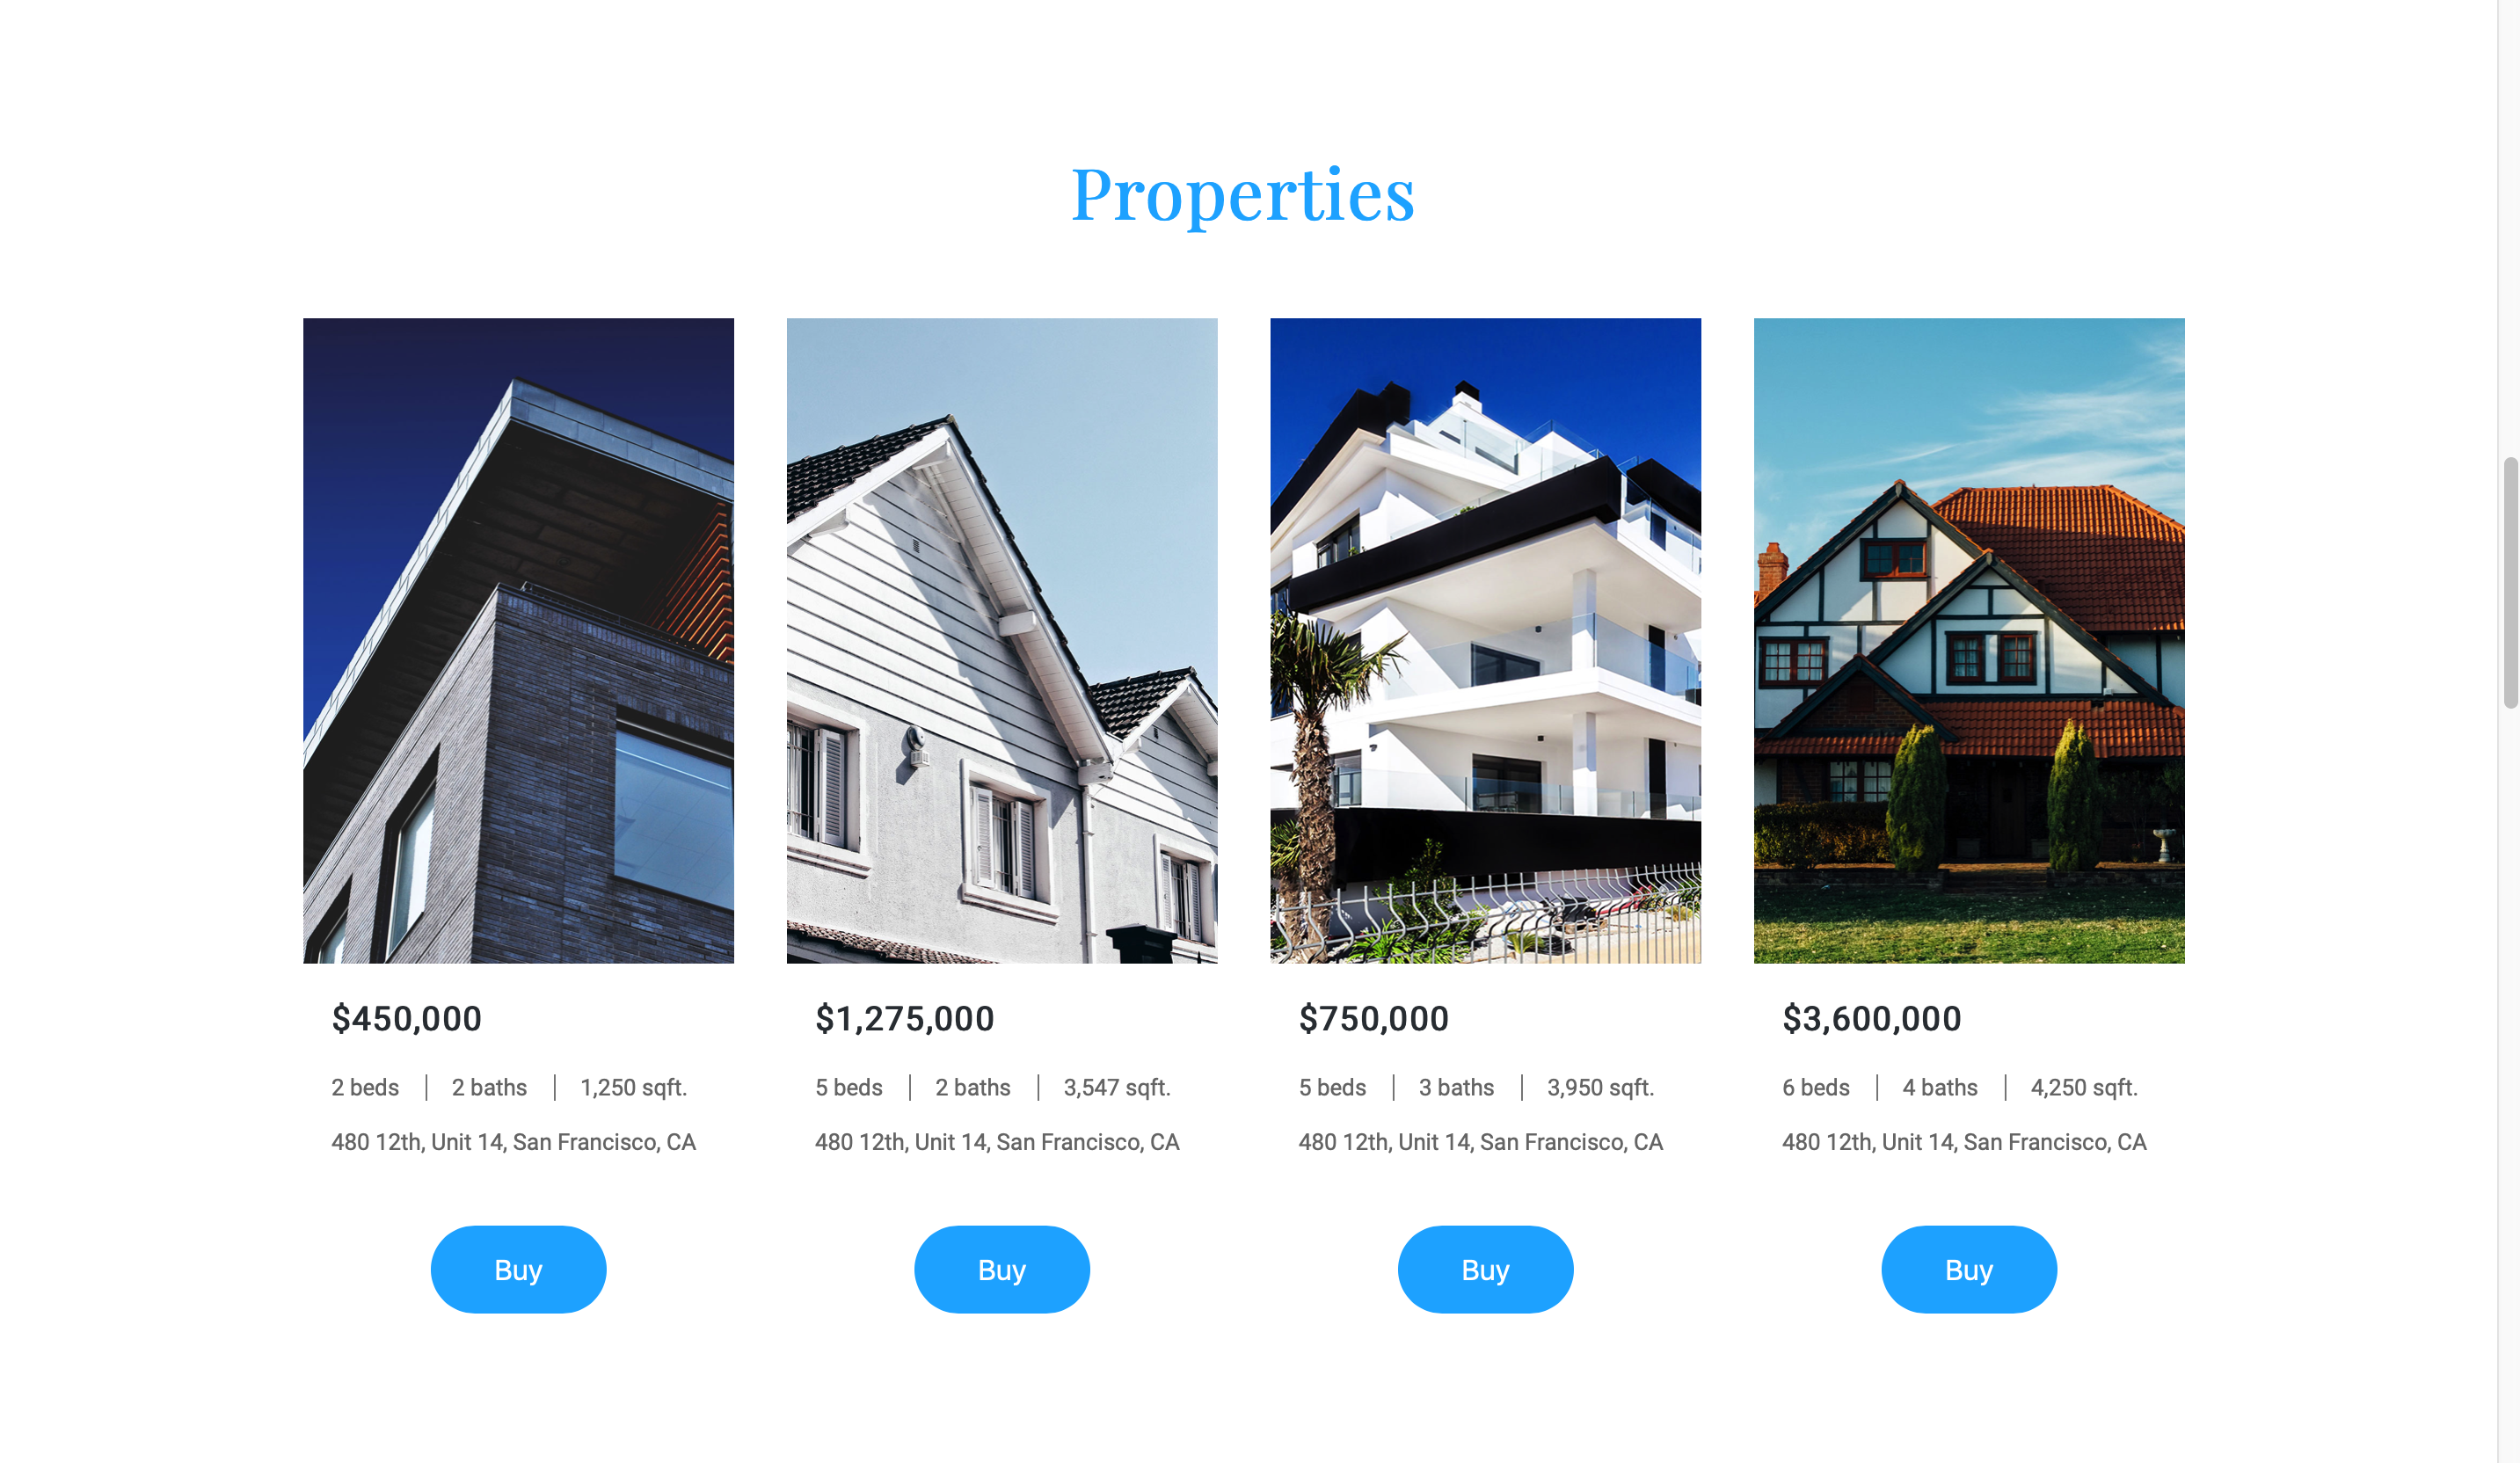 Properties
$450,000
2 beds | 2 baths | 1,250 sqft.
480 12th, Unit 14, San Francisco, CA
Buy
$1,275,000
5 beds | 2 baths | 3,547 sqft.
480 12th, Unit 14, San Francisco, CA
Buy
$750,000
5 beds | 3 baths | 3,950 sqft.
480 12th, Unit 14, San Francisco, CA
Buy
$3,600,000
6 beds | 4 baths | 4,250 sqft.
480 12th, Unit 14, San Francisco, CA
Buy